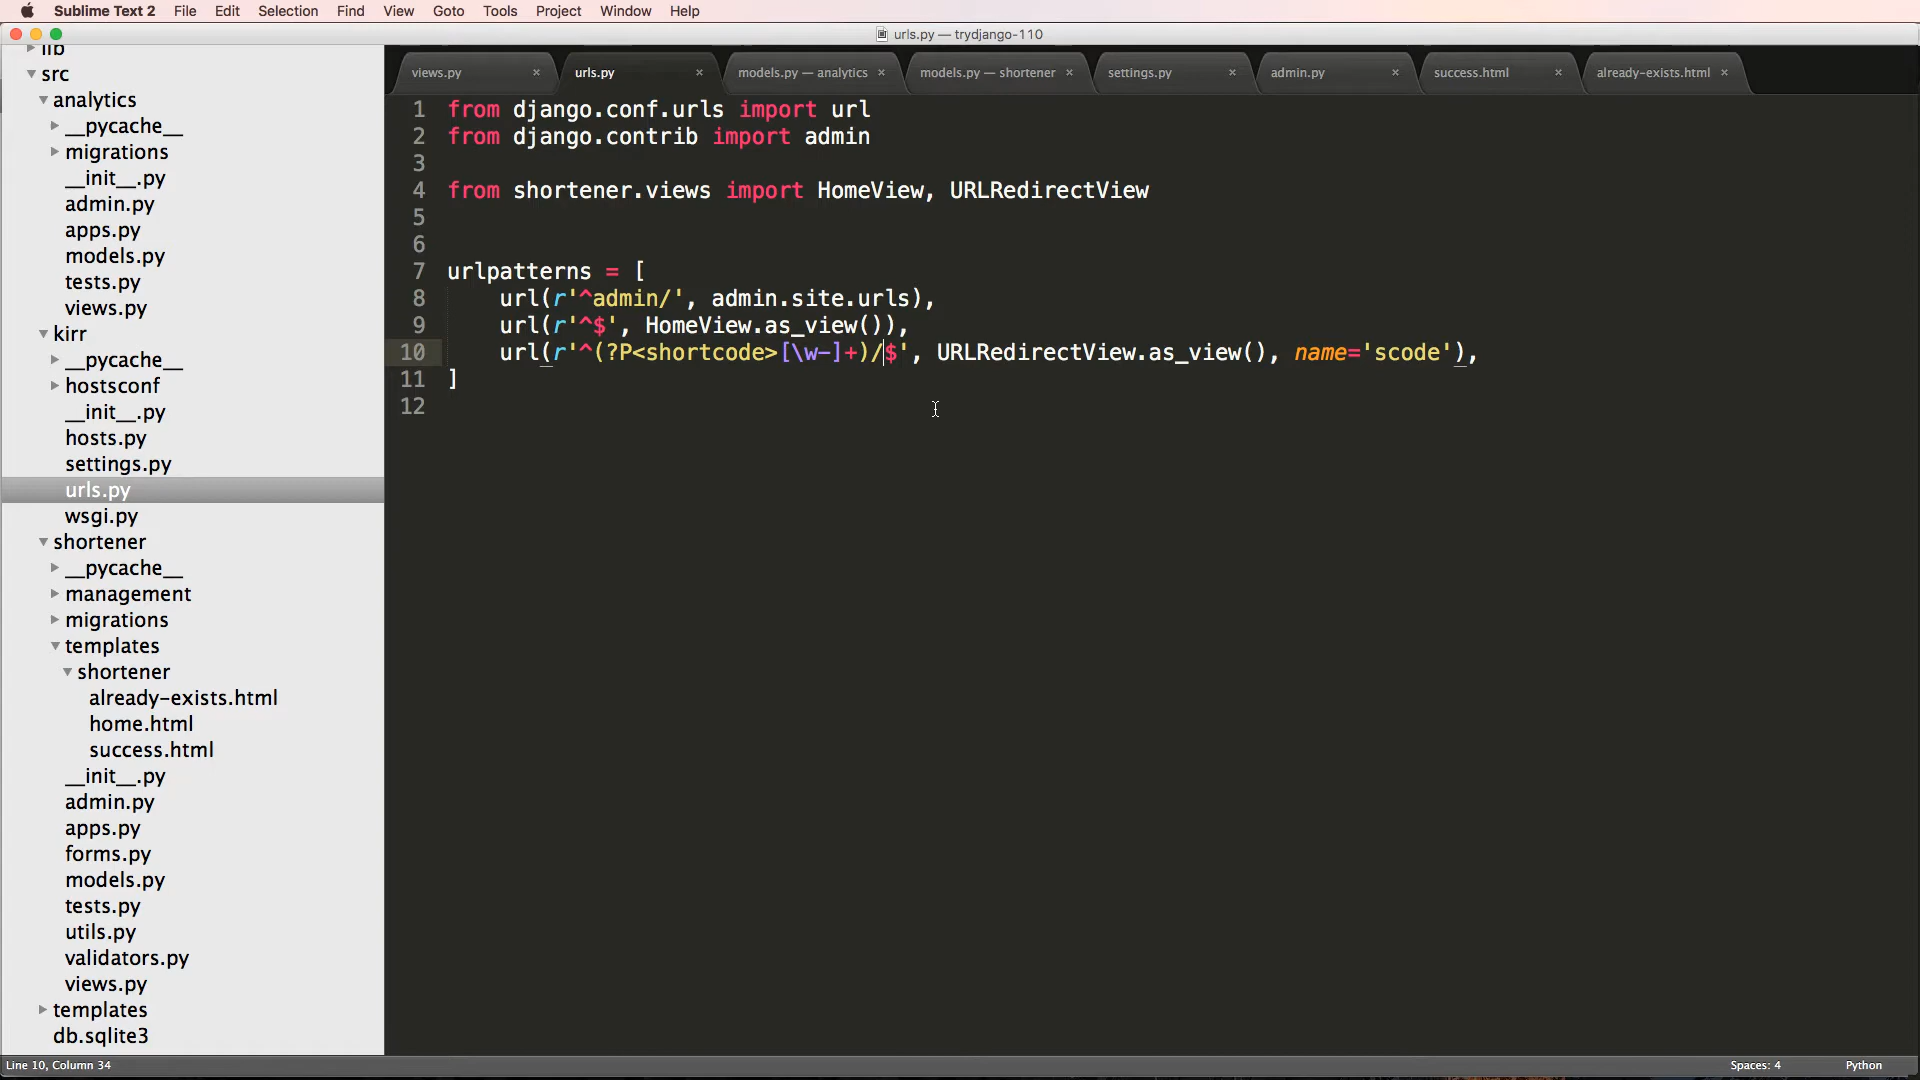 Sublime Text 2 File Edit Selection Find View Goto Tools Project Window Help
urls.py — trydjango-110
lib
src
analytics
__pycache__
migrations
__init__.py
admin.py
apps.py
models.py
tests.py
views.py
kirr
__pycache__
hostsconf
__init__.py
hosts.py
settings.py
urls.py
wsgi.py
shortener
__pycache__
management
migrations
templates
shortener
already-exists.html
home.html
success.html
__init__.py
admin.py
apps.py
forms.py
models.py
tests.py
utils.py
validators.py
views.py
templates
db.sqlite3
views.py × urls.py × models.py — analytics × models.py — shortener × settings.py × admin.py × success.html × already-exists.html ×
1 from django.conf.urls import url
2 from django.contrib import admin
3
4 from shortener.views import HomeView, URLRedirectView
5
6
7 urlpatterns = [
8 url(r'^admin/', admin.site.urls),
9 url(r'^$', HomeView.as_view()),
10 url(r'^(?P<shortcode>[\w-]+)/$', URLRedirectView.as_view(), name='scode'),
11 ]
12
Line 10, Column 34 Spaces: 4 Python